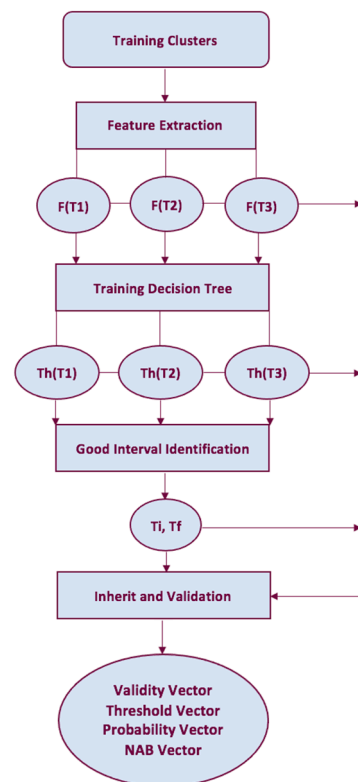 Training Clusters
Feature Extraction
F(T1) F(T2) F(T3)
Training Decision Tree
Th(T1) Th(T2) Th(T3)
Good Interval Identification
Ti, Tf
Inherit and Validation
Validity Vector
Threshold Vector
Probability Vector
NAB Vector